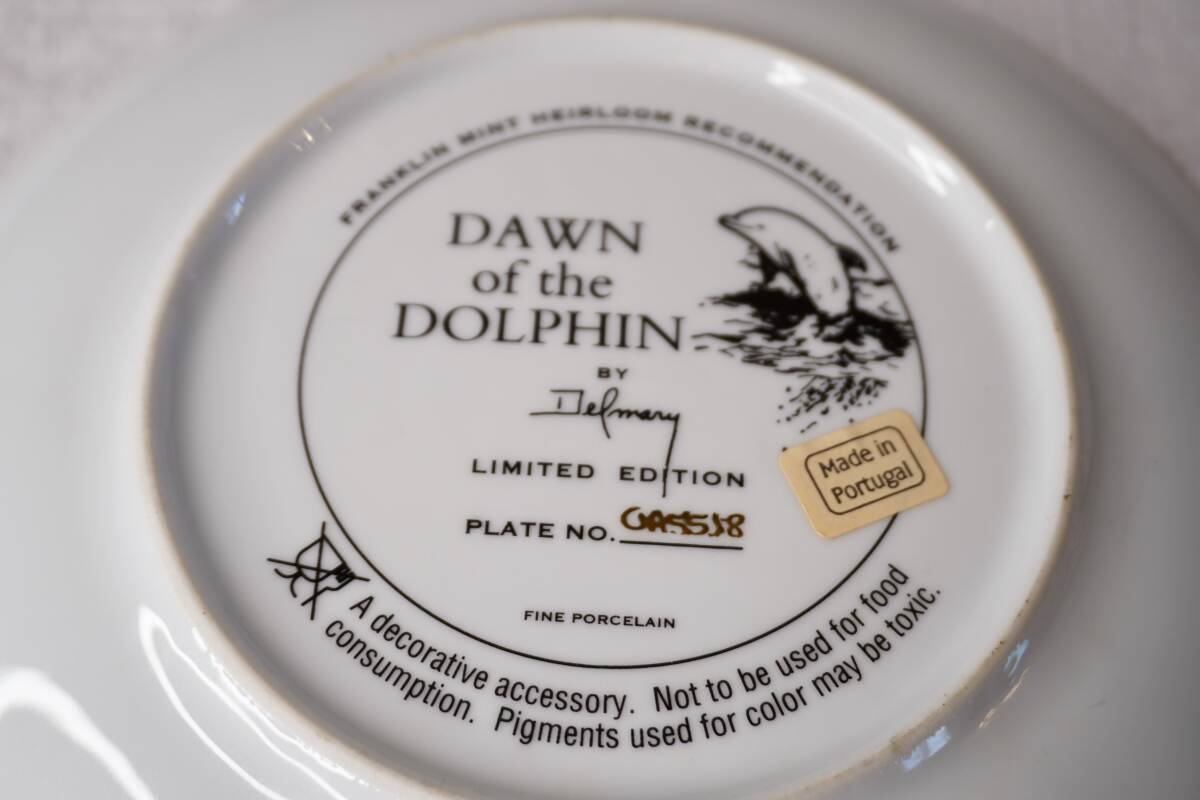 FRANKLIN MINT HEIRLOOM RECOMMENDATION
DAWN
of the
DOLPHIN
BY
Delmary
LIMITED EDITION
PLATE NO.
Made in
Portugal
FINE PORCELAIN
A decorative accessory. Not to be used for food
consumption. Pigments used for color may be toxic.